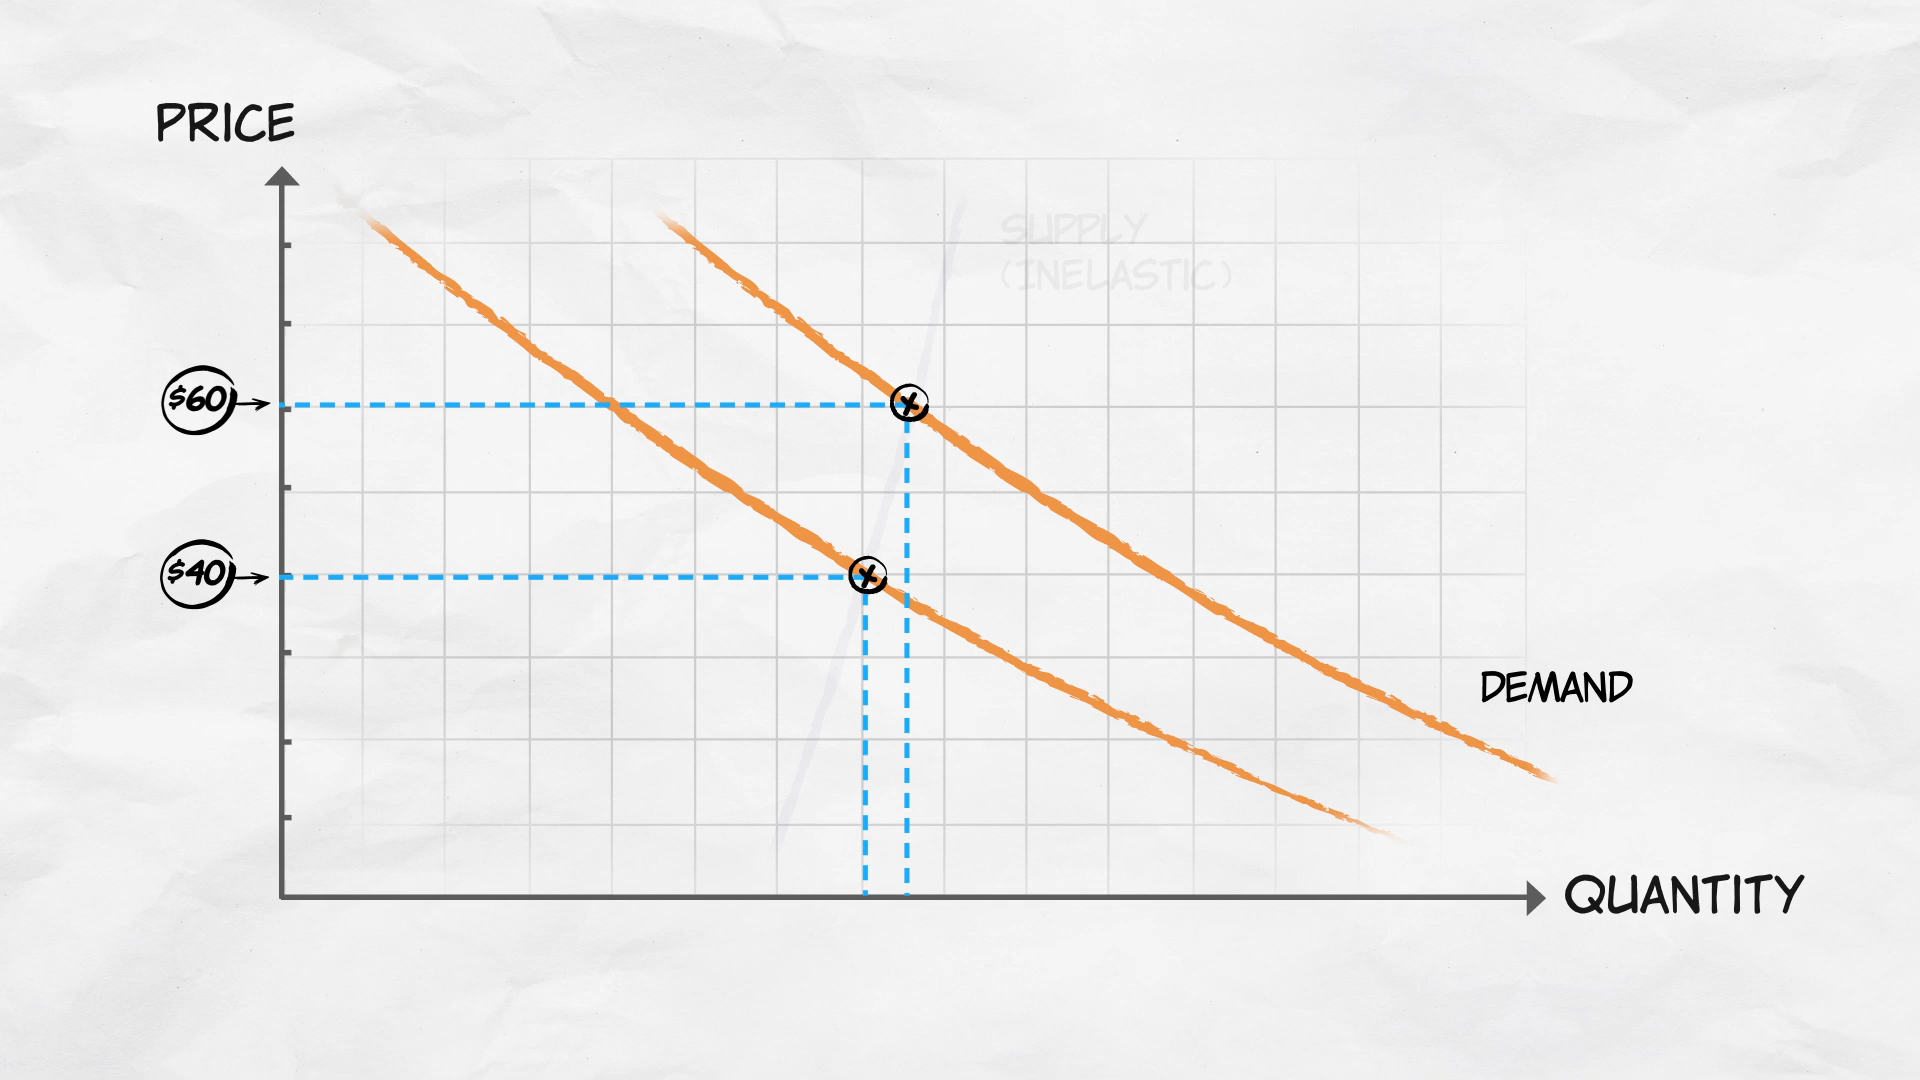 PRICE
SUPPLY
(INELASTIC)
$60
$40
DEMAND
QUANTITY